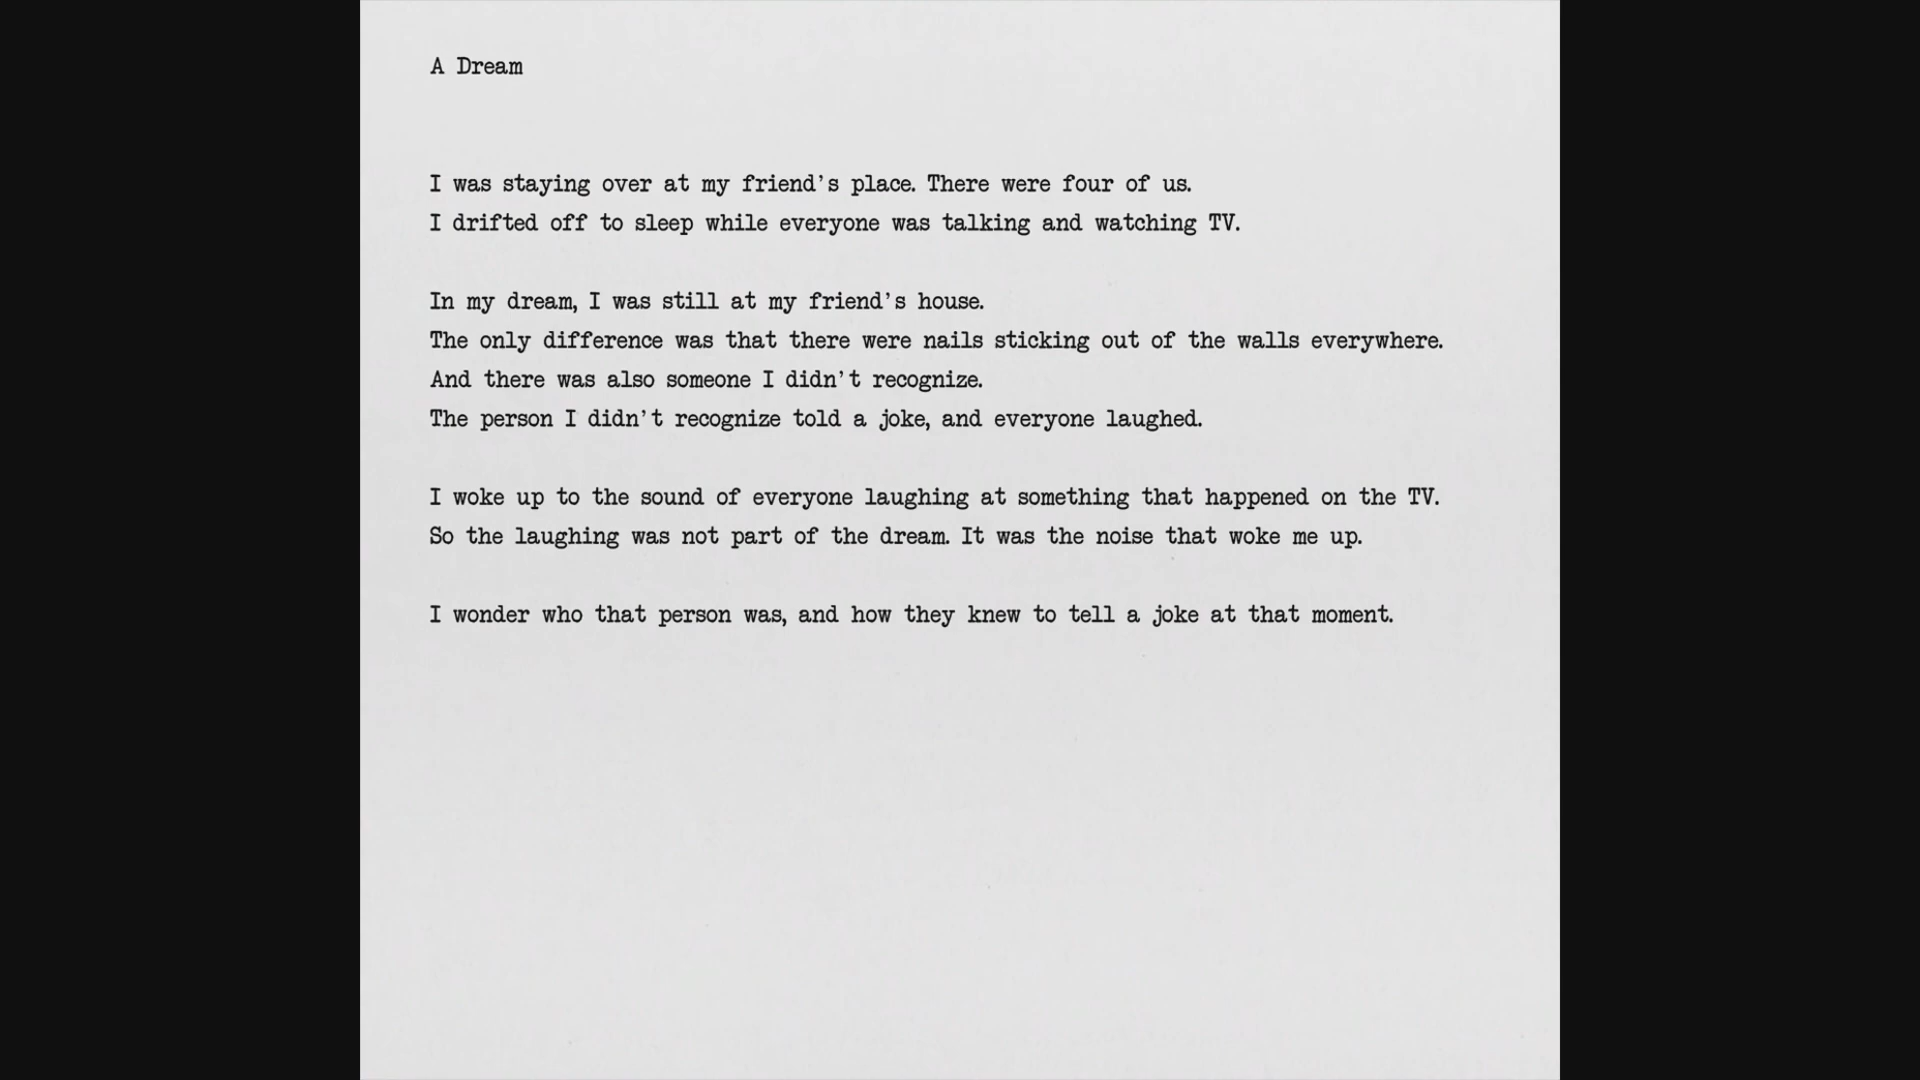 A Dream
I was staying over at my friend’s place. There were four of us.
I drifted off to sleep while everyone was talking and watching TV.
In my dream, I was still at my friend’s house.
The only difference was that there were nails sticking out of the walls everywhere.
And there was also someone I didn’t recognize.
The person I didn’t recognize told a joke, and everyone laughed.
I woke up to the sound of everyone laughing at something that happened on the TV.
So the laughing was not part of the dream. It was the noise that woke me up.
I wonder who that person was, and how they knew to tell a joke at that moment.